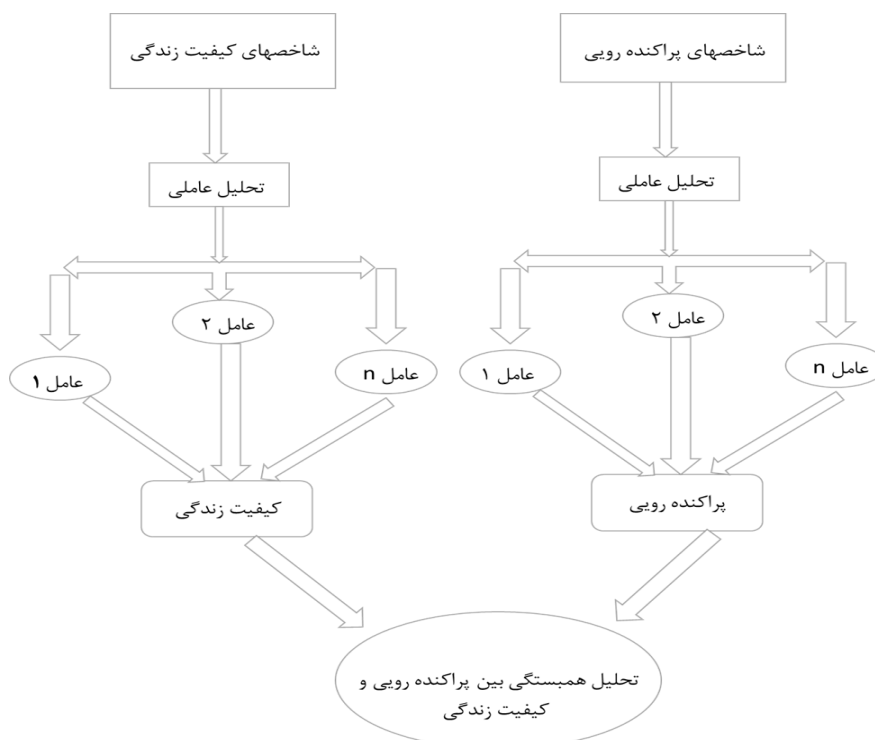 شاخصهای پراکنده رویی
شاخصهای کیفیت زندگی
تحلیل عاملی
تحلیل عاملی
عامل ۱
عامل ۲
عامل n
عامل ۱
عامل ۲
عامل n
پراکنده رویی
کیفیت زندگی
تحلیل همبستگی بین پراکنده رویی و
کیفیت زندگی